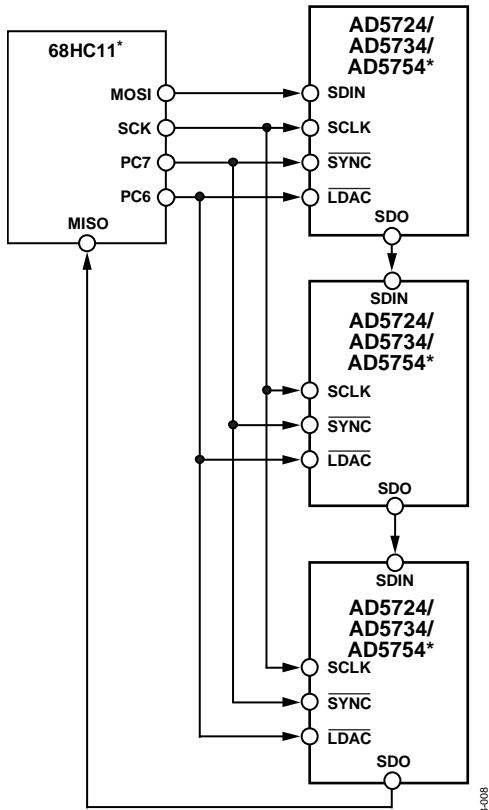 68HC11*
MOSI
SCK
PC7
PC6
MISO
AD5724/
AD5734/
AD5754*
SDIN
SCLK
SYNC
LDAC
SDO
SDIN
AD5724/
AD5734/
AD5754*
SCLK
SYNC
LDAC
SDO
SDIN
AD5724/
AD5734/
AD5754*
SCLK
SYNC
LDAC
SDO